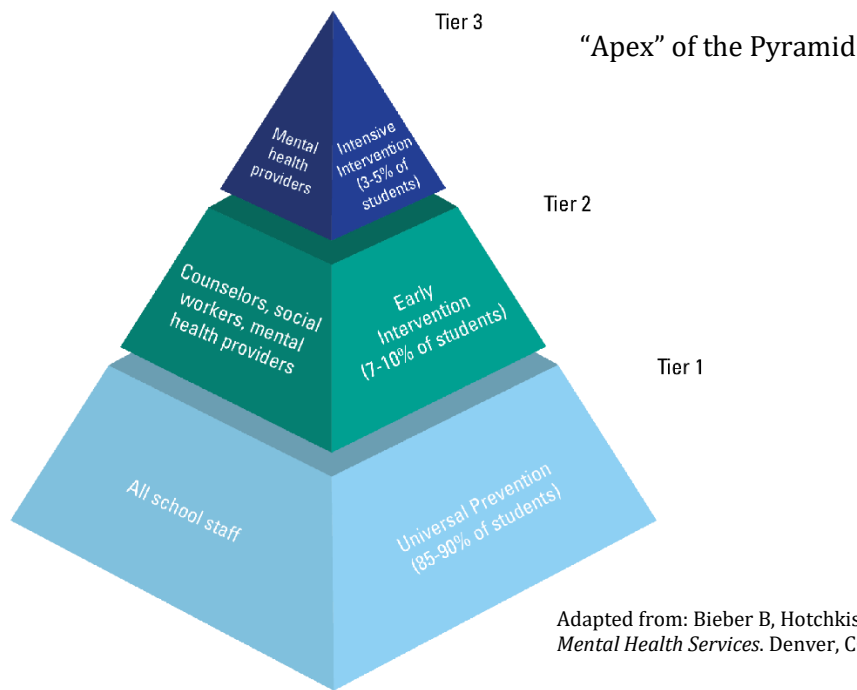 Tier 3
“Apex” of the Pyramid
Mental
health
providers
Intensive
Intervention
(3-5% of
students)
Tier 2
Counselors, social
workers, mental
health providers
Early
Intervention
(7-10% of students)
Tier 1
All school staff
Universal Prevention
(85-90% of students)
Adapted from: Bieber B, Hotchkis
Mental Health Services. Denver, C